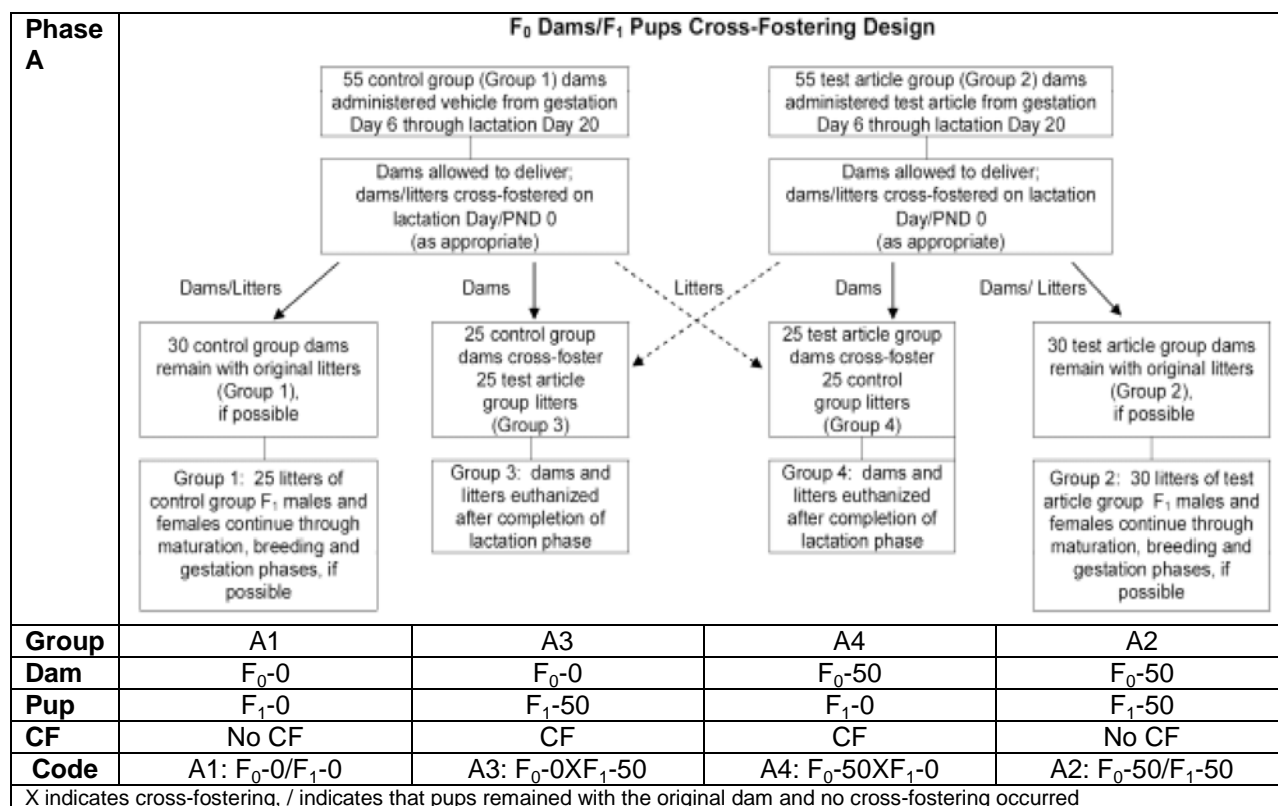 Phase
A
F₀ Dams/F₁ Pups Cross-Fostering Design
55 control group (Group 1) dams
administered vehicle from gestation
Day 6 through lactation Day 20
55 test article group (Group 2) dams
administered test article from gestation
Day 6 through lactation Day 20
Dams allowed to deliver;
dams/litters cross-fostered on
lactation Day/PND 0
(as appropriate)
Dams allowed to deliver;
dams/litters cross-fostered on lactation
Day/PND 0
(as appropriate)
Dams/Litters
Dams
Litters
Dams
Dams/ Litters
30 control group dams
remain with original litters
(Group 1),
if possible
25 control group
dams cross-foster
25 test article
group litters
(Group 3)
25 test article group
dams cross-foster
25 control
group litters
(Group 4)
30 test article group dams
remain with original litters
(Group 2),
if possible
Group 1: 25 litters of
control group F₁ males and
females continue through
maturation, breeding and
gestation phases, if
possible
Group 3: dams and
litters euthanized
after completion of
lactation phase
Group 4: dams and
litters euthanized
after completion of
lactation phase
Group 2: 30 litters of test
article group F₁ males and
females continue through
maturation, breeding and
gestation phases, if
possible
Group A1 A3 A4 A2
Dam F₀-0 F₀-0 F₀-50 F₀-50
Pup F₁-0 F₁-50 F₁-0 F₁-50
CF No CF CF CF No CF
Code A1: F₀-0/F₁-0 A3: F₀-0XF₁-50 A4: F₀-50XF₁-0 A2: F₀-50/F₁-50
X indicates cross-fostering, / indicates that pups remained with the original dam and no cross-fostering occurred